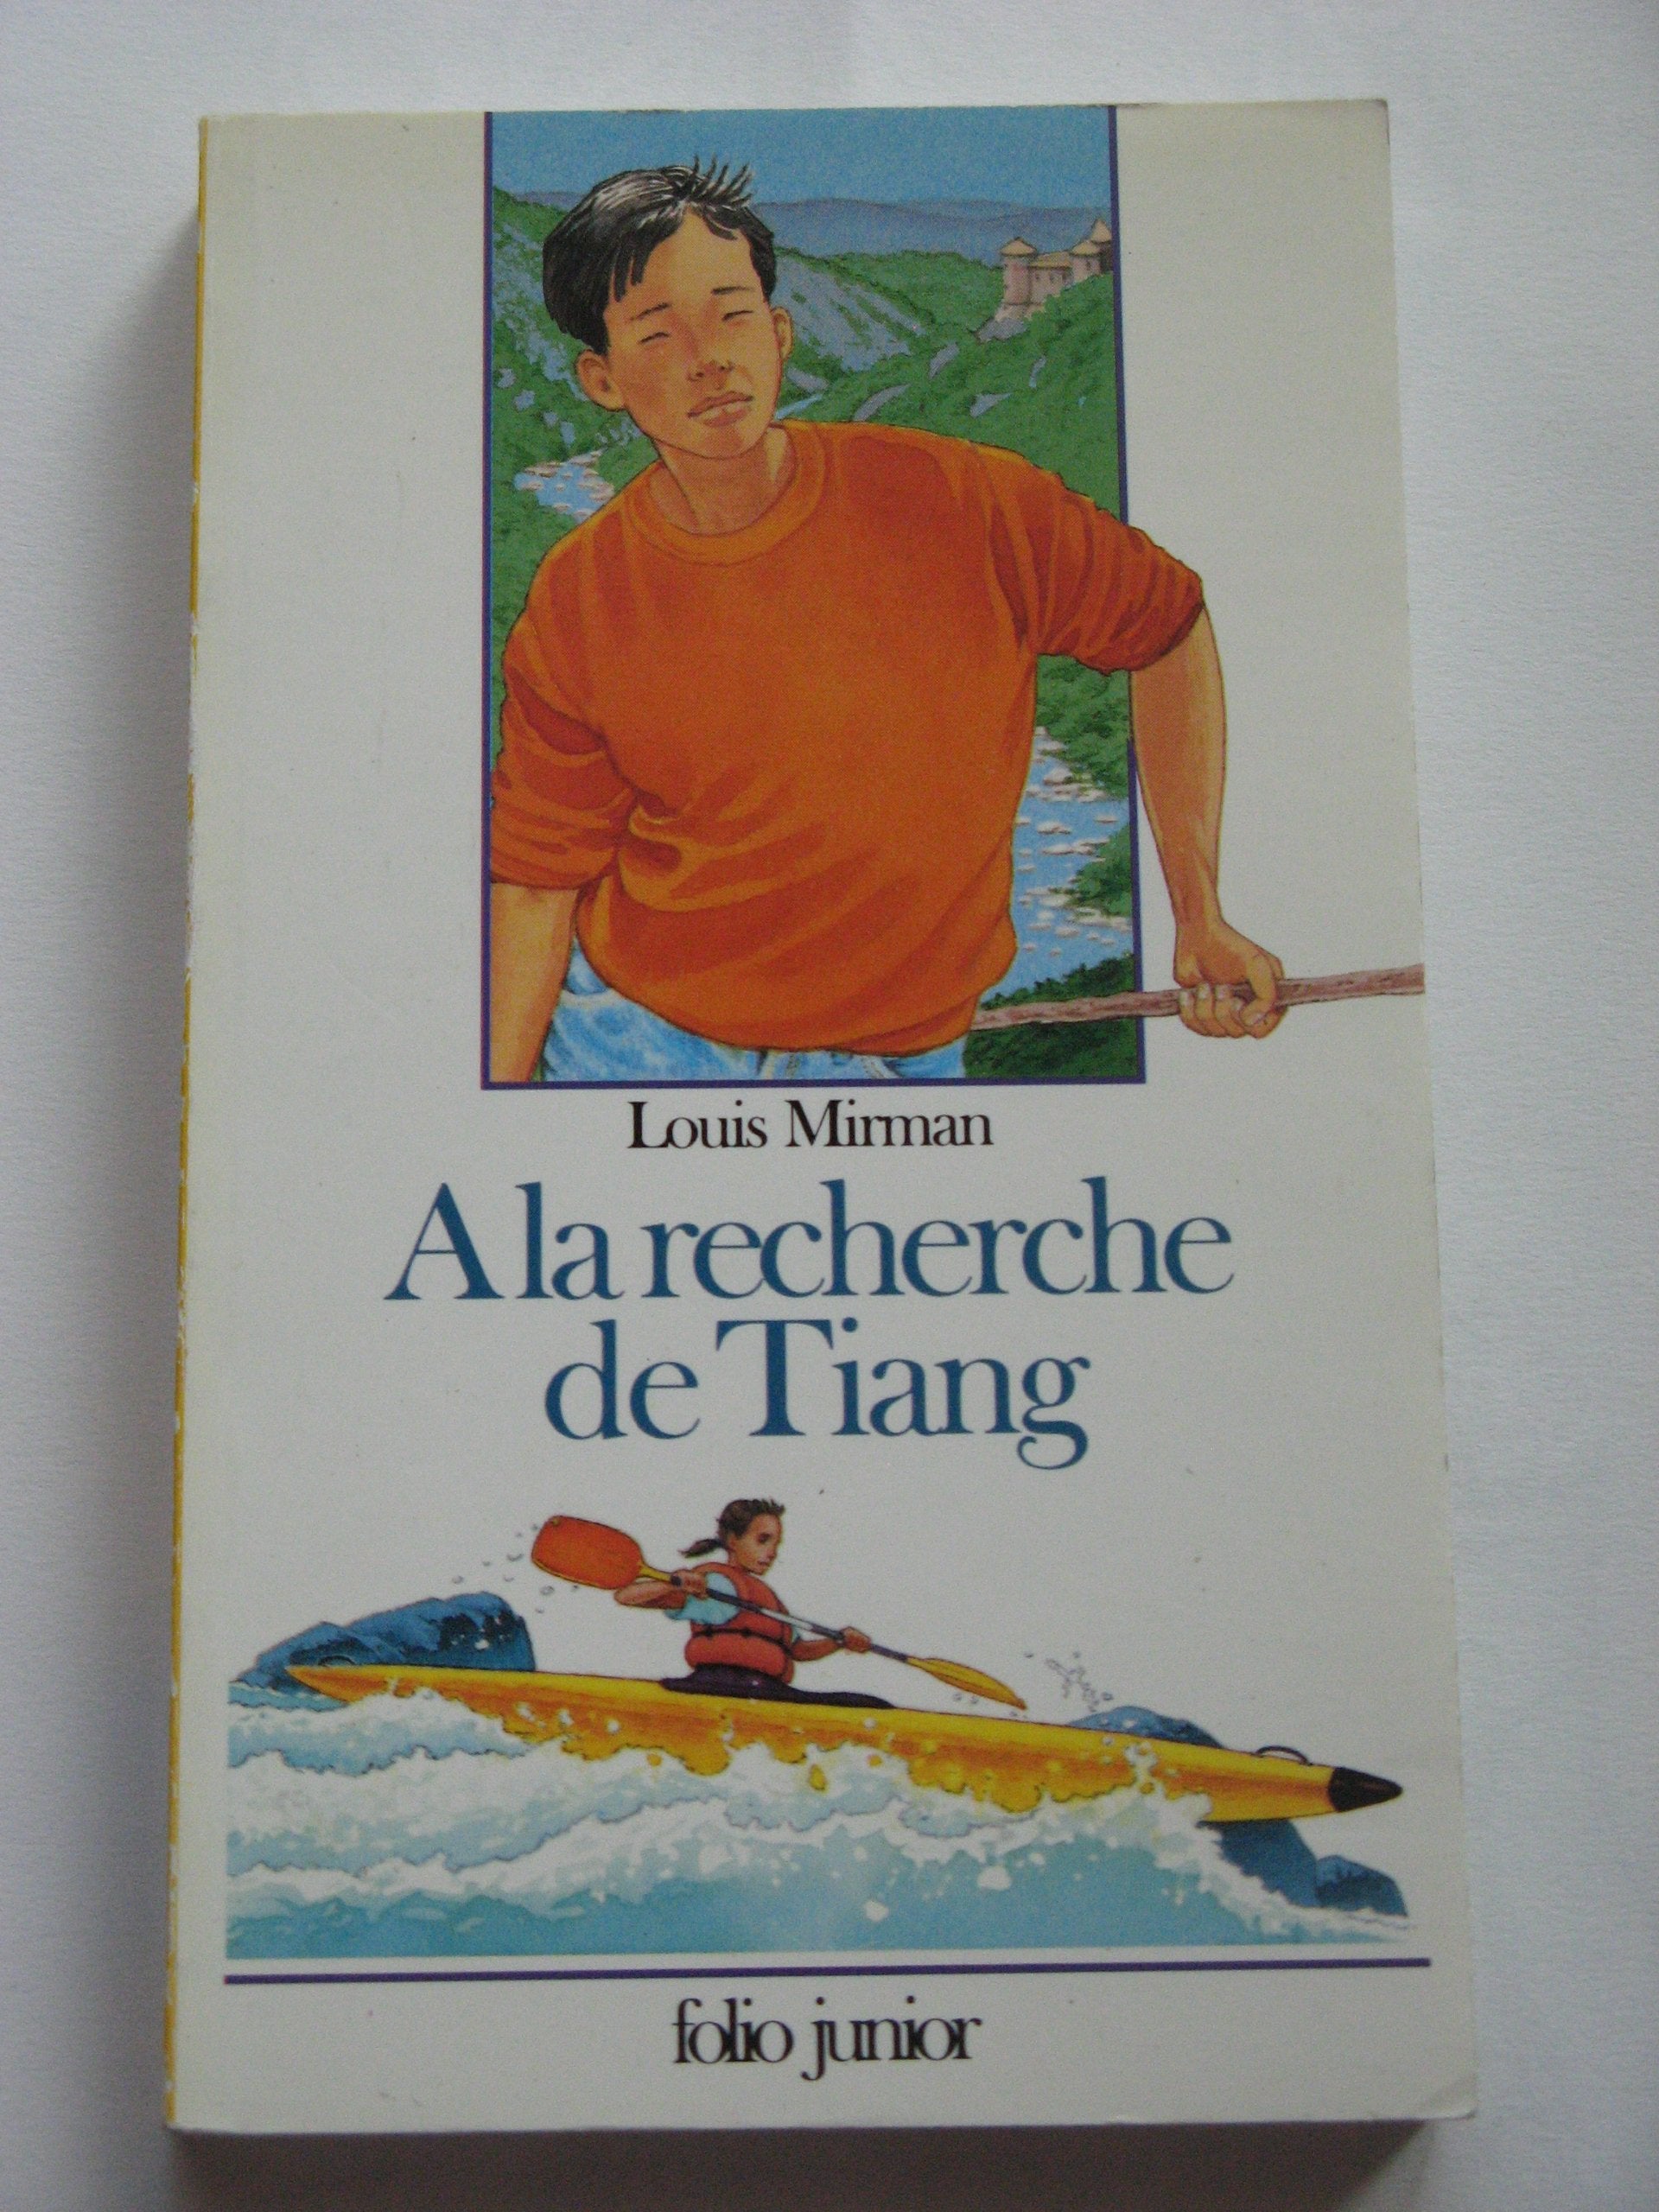 Louis Mirman
A la recherche
de Tiang
folio junior